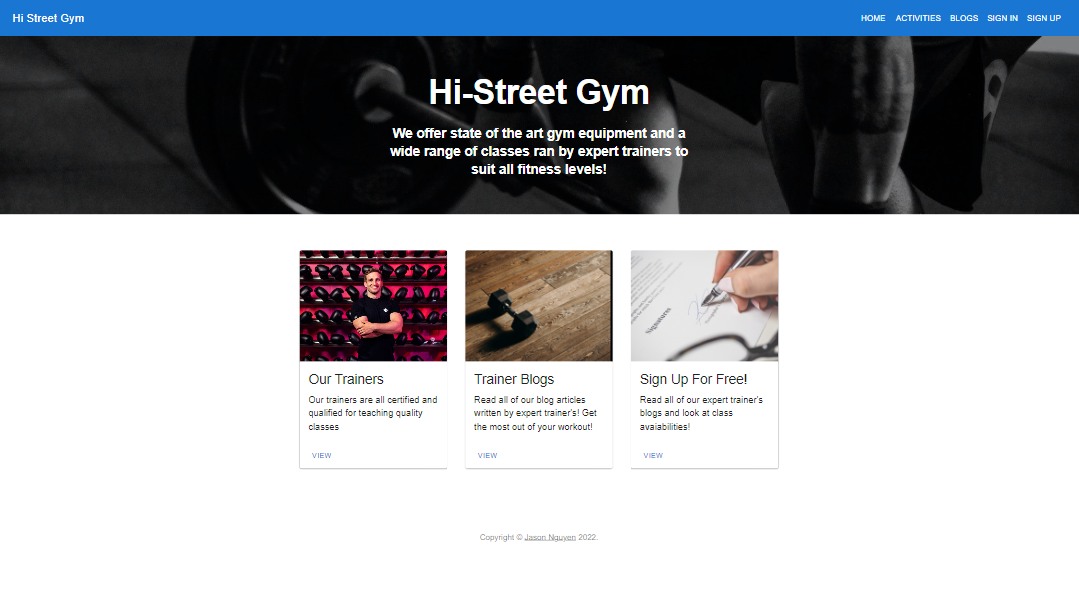 Hi Street Gym
HOME ACTIVITIES BLOGS SIGN IN SIGN UP
Hi-Street Gym
We offer state of the art gym equipment and a
wide range of classes ran by expert trainers to
suit all fitness levels!
Our Trainers
Our trainers are all certified and
qualified for teaching quality
classes
VIEW
Trainer Blogs
Read all of our blog articles
written by expert trainer's! Get
the most out of your workout!
VIEW
Signature
Sign Up For Free!
Read all of our expert trainer's
blogs and look at class
avaiabilities!
VIEW
Copyright © Jason Nguyen 2022.